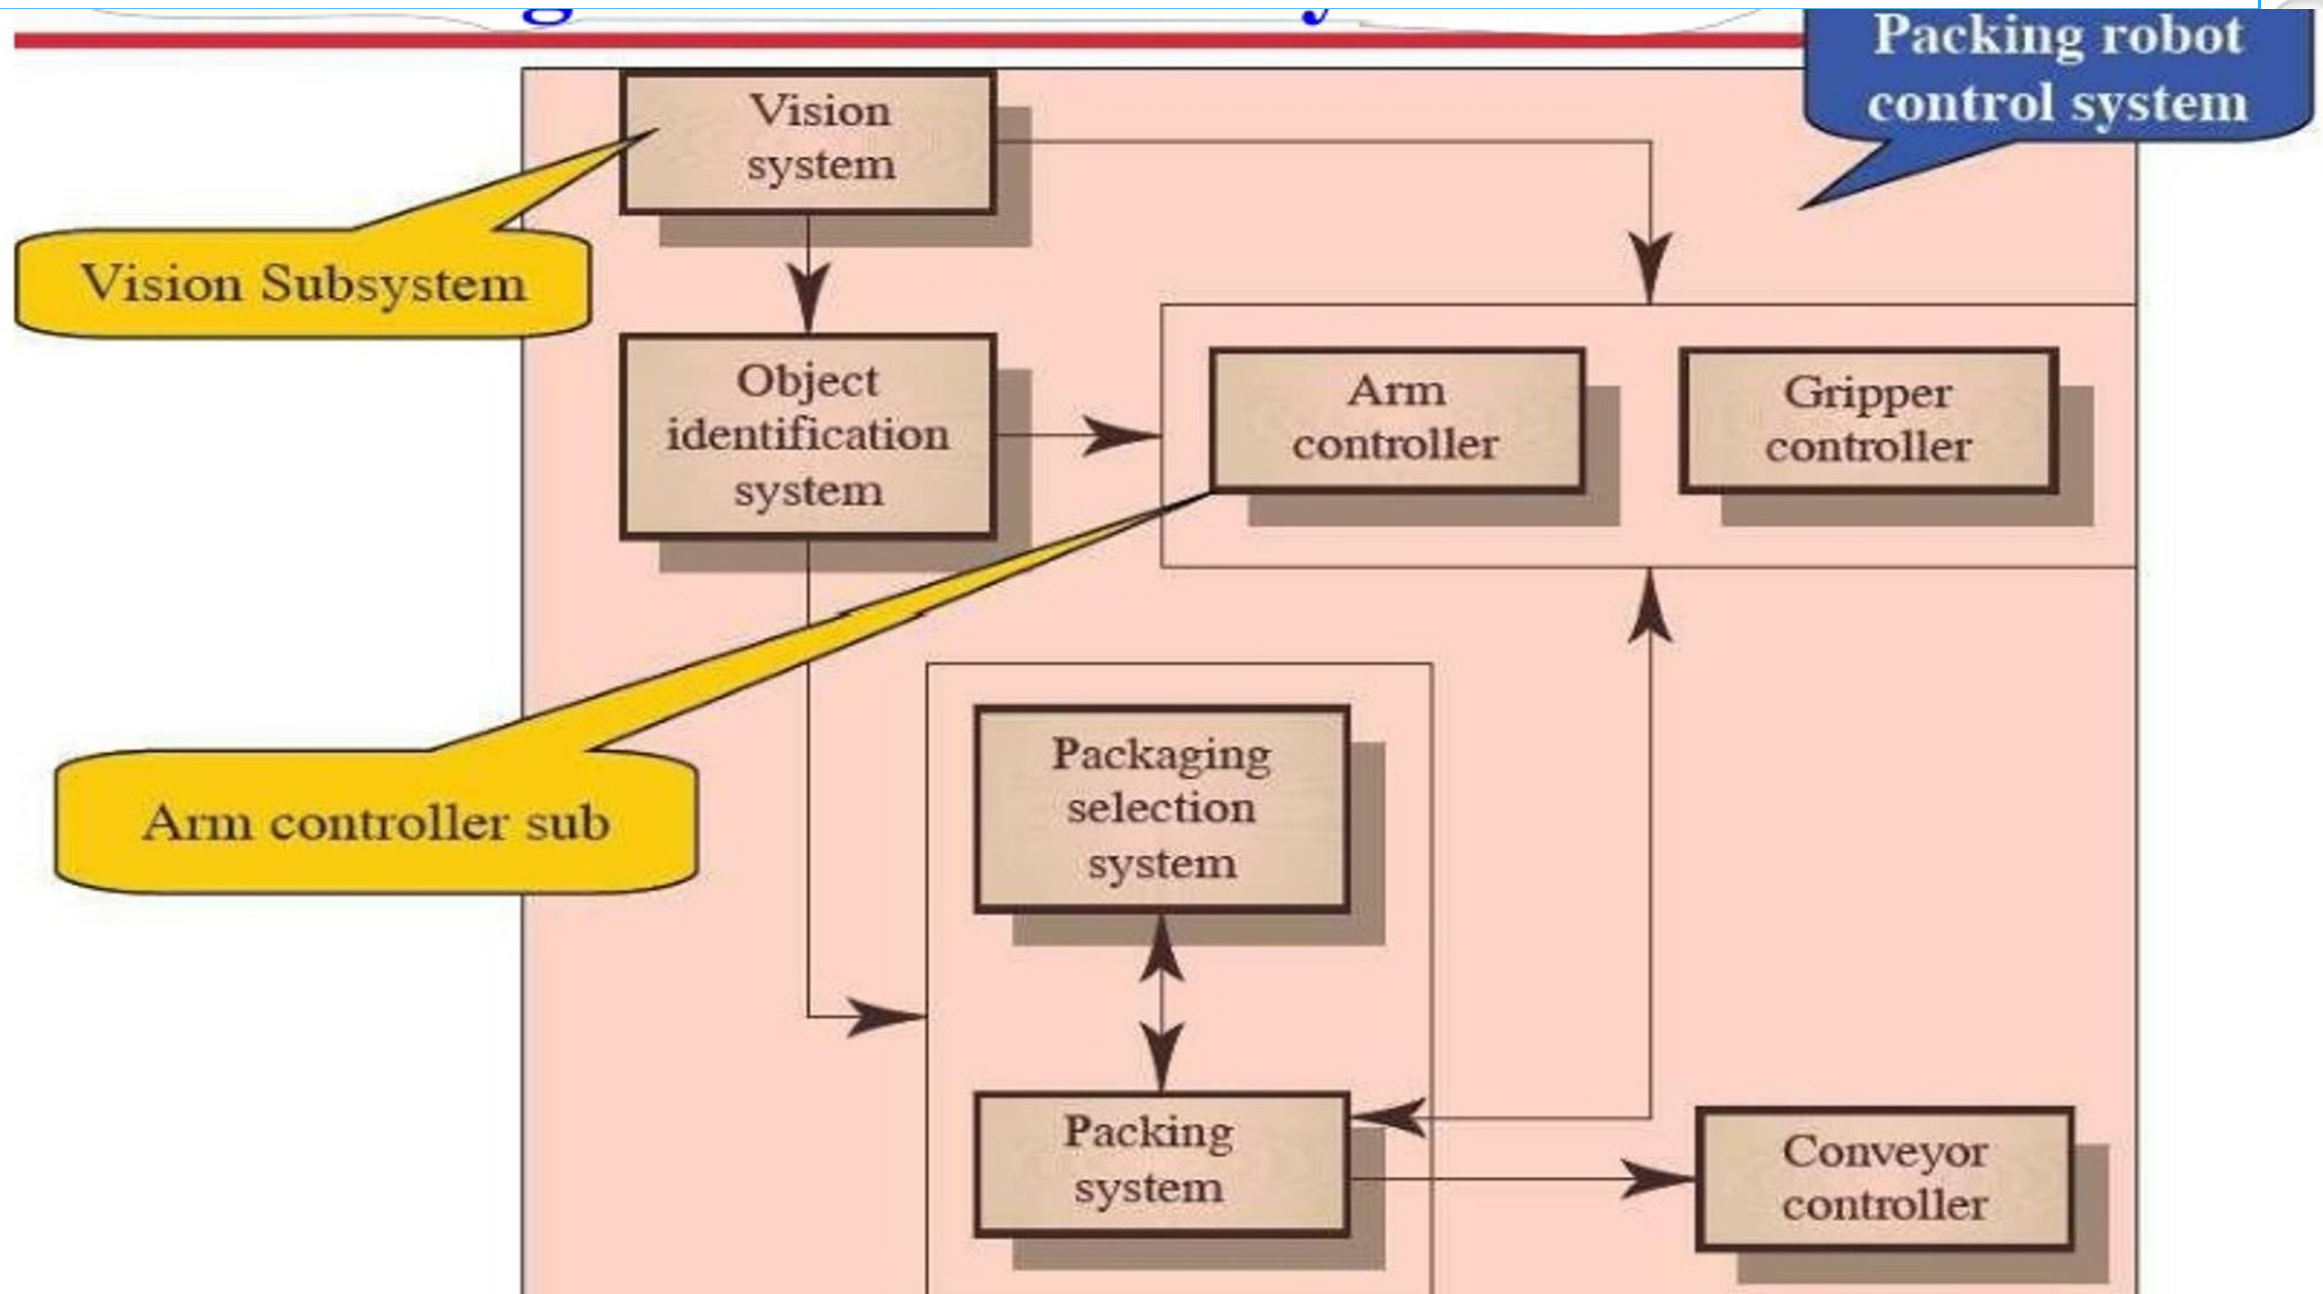 Packing robot
control system
Vision
system
Vision Subsystem
Object
identification
system
Arm
controller
Gripper
controller
Packaging
selection
system
Arm controller sub
Packing
system
Conveyor
controller